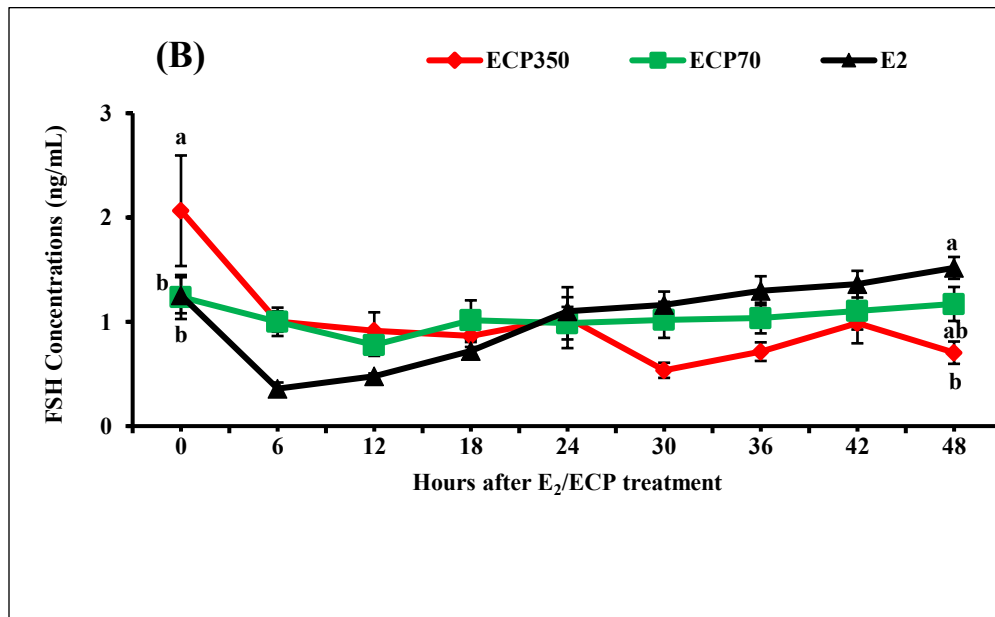 (B)
ECP350 ECP70 E2
FSH Concentrations (ng/mL)
3
2
1
0
a
b
b
a
ab
b
0 6 12 18 24 30 36 42 48
Hours after E₂/ECP treatment